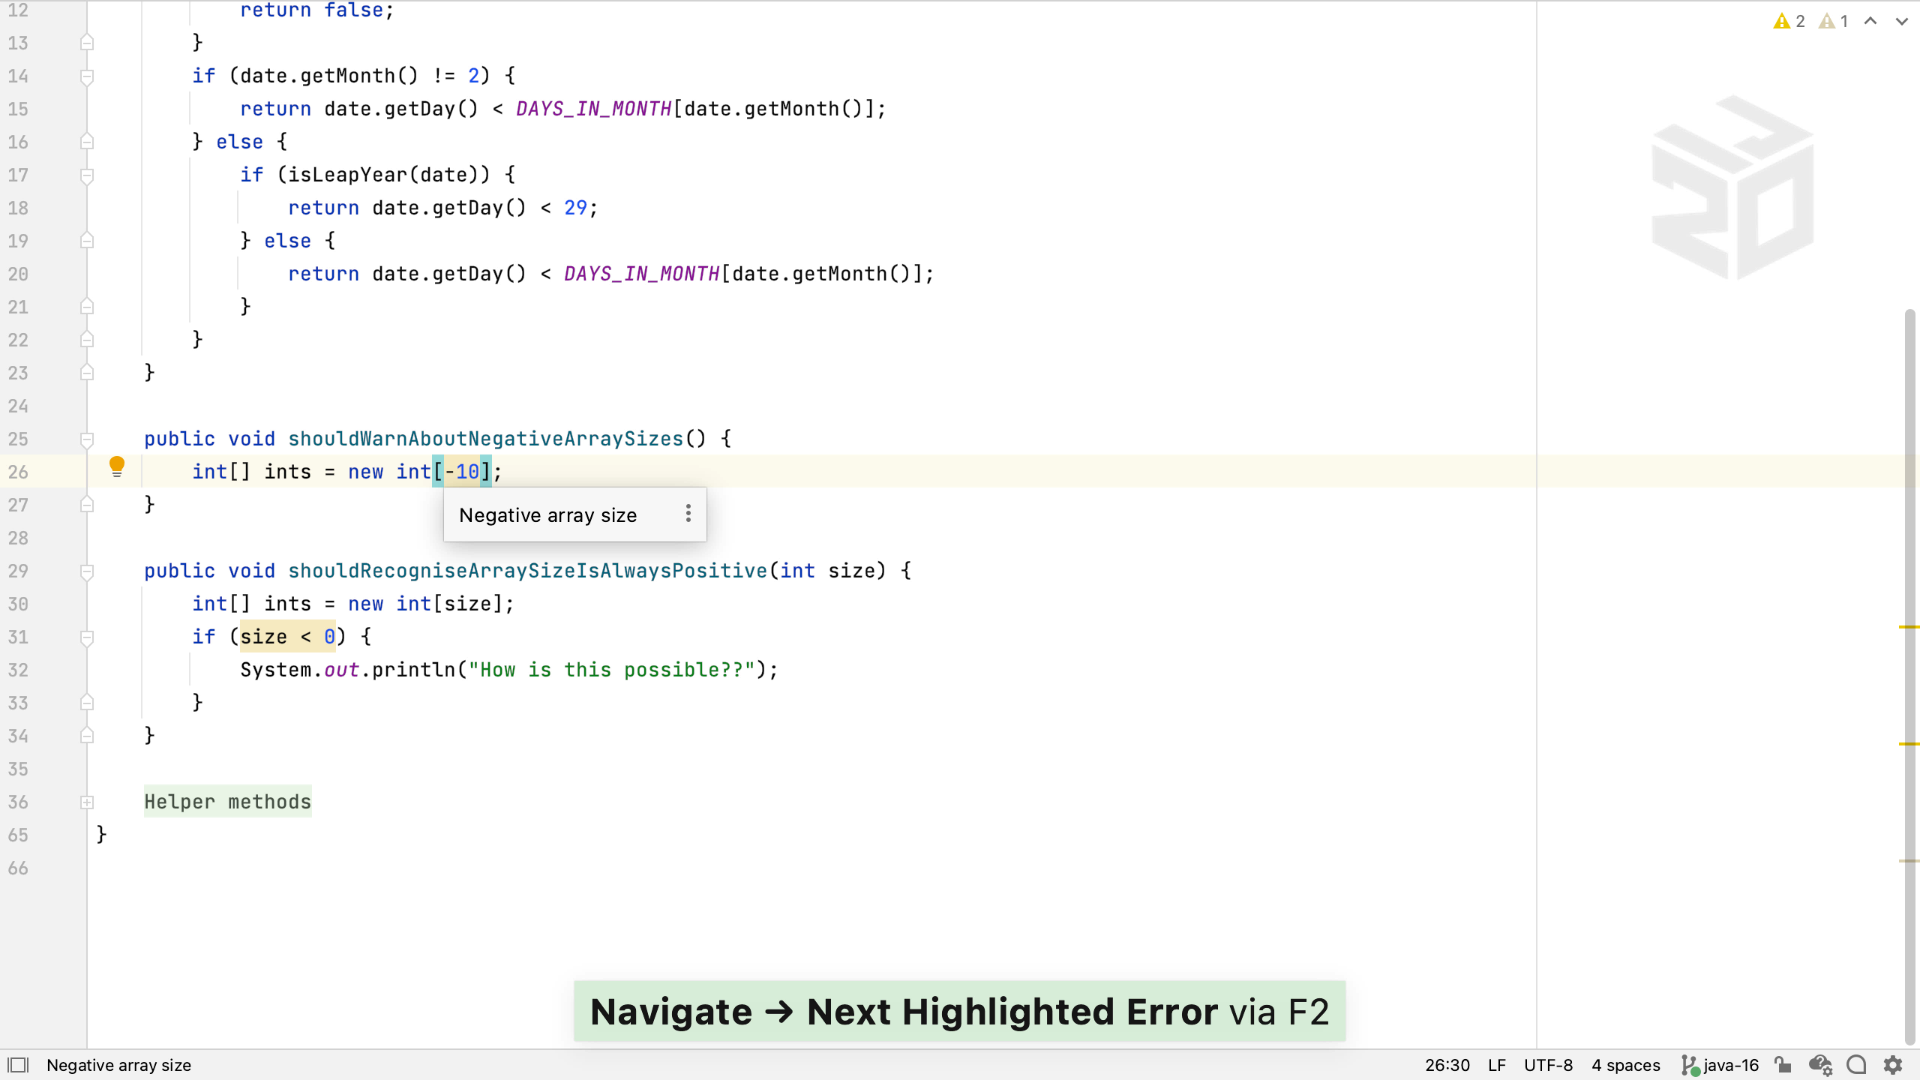 12 return false;
13 }
14 if (date.getMonth() != 2) {
15 return date.getDay() < DAYS_IN_MONTH[date.getMonth()];
16 } else {
17 if (isLeapYear(date)) {
18 return date.getDay() < 29;
19 } else {
20 return date.getDay() < DAYS_IN_MONTH[date.getMonth()];
21 }
22 }
23 }
24
25 public void shouldWarnAboutNegativeArraySizes() {
26 int[] ints = new int[-10];
27 }
Negative array size
28
29 public void shouldRecogniseArraySizeIsAlwaysPositive(int size) {
30 int[] ints = new int[size];
31 if (size < 0) {
32 System.out.println("How is this possible??");
33 }
34 }
35
36 Helper methods
65 }
66
2 1
IJ
20
Navigate → Next Highlighted Error via F2
Negative array size 26:30 LF UTF-8 4 spaces java-16